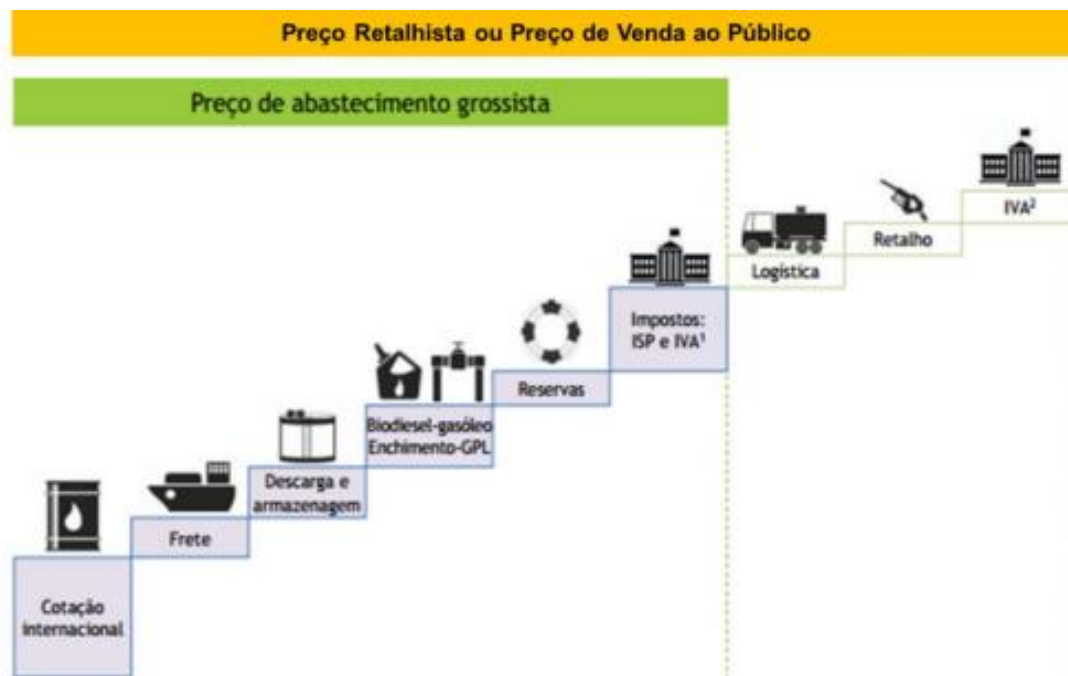 Preço Retalhista ou Preço de Venda ao Público
Preço de abastecimento grossista
IVA²
Retalho
Logística
Impostos:
ISP e IVA¹
Reservas
Biodiesel-gasóleo
Enchimento-GPL
Descarga e
armazenagem
Frete
Cotação
internacional